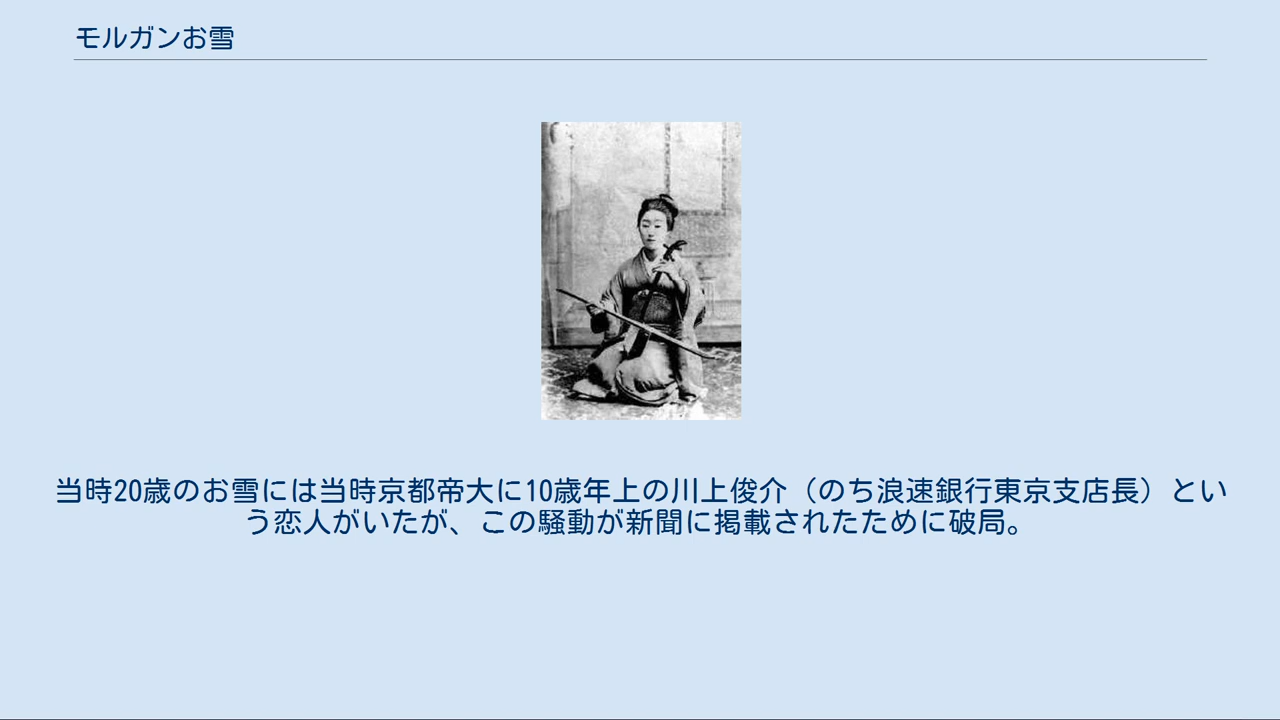 モルガンお雪
当時20歳のお雪には当時京都帝大に10歳年上の川上俊介（のち浪速銀行東京支店長）とい
う恋人がいたが、この騒動が新聞に掲載されたために破局。